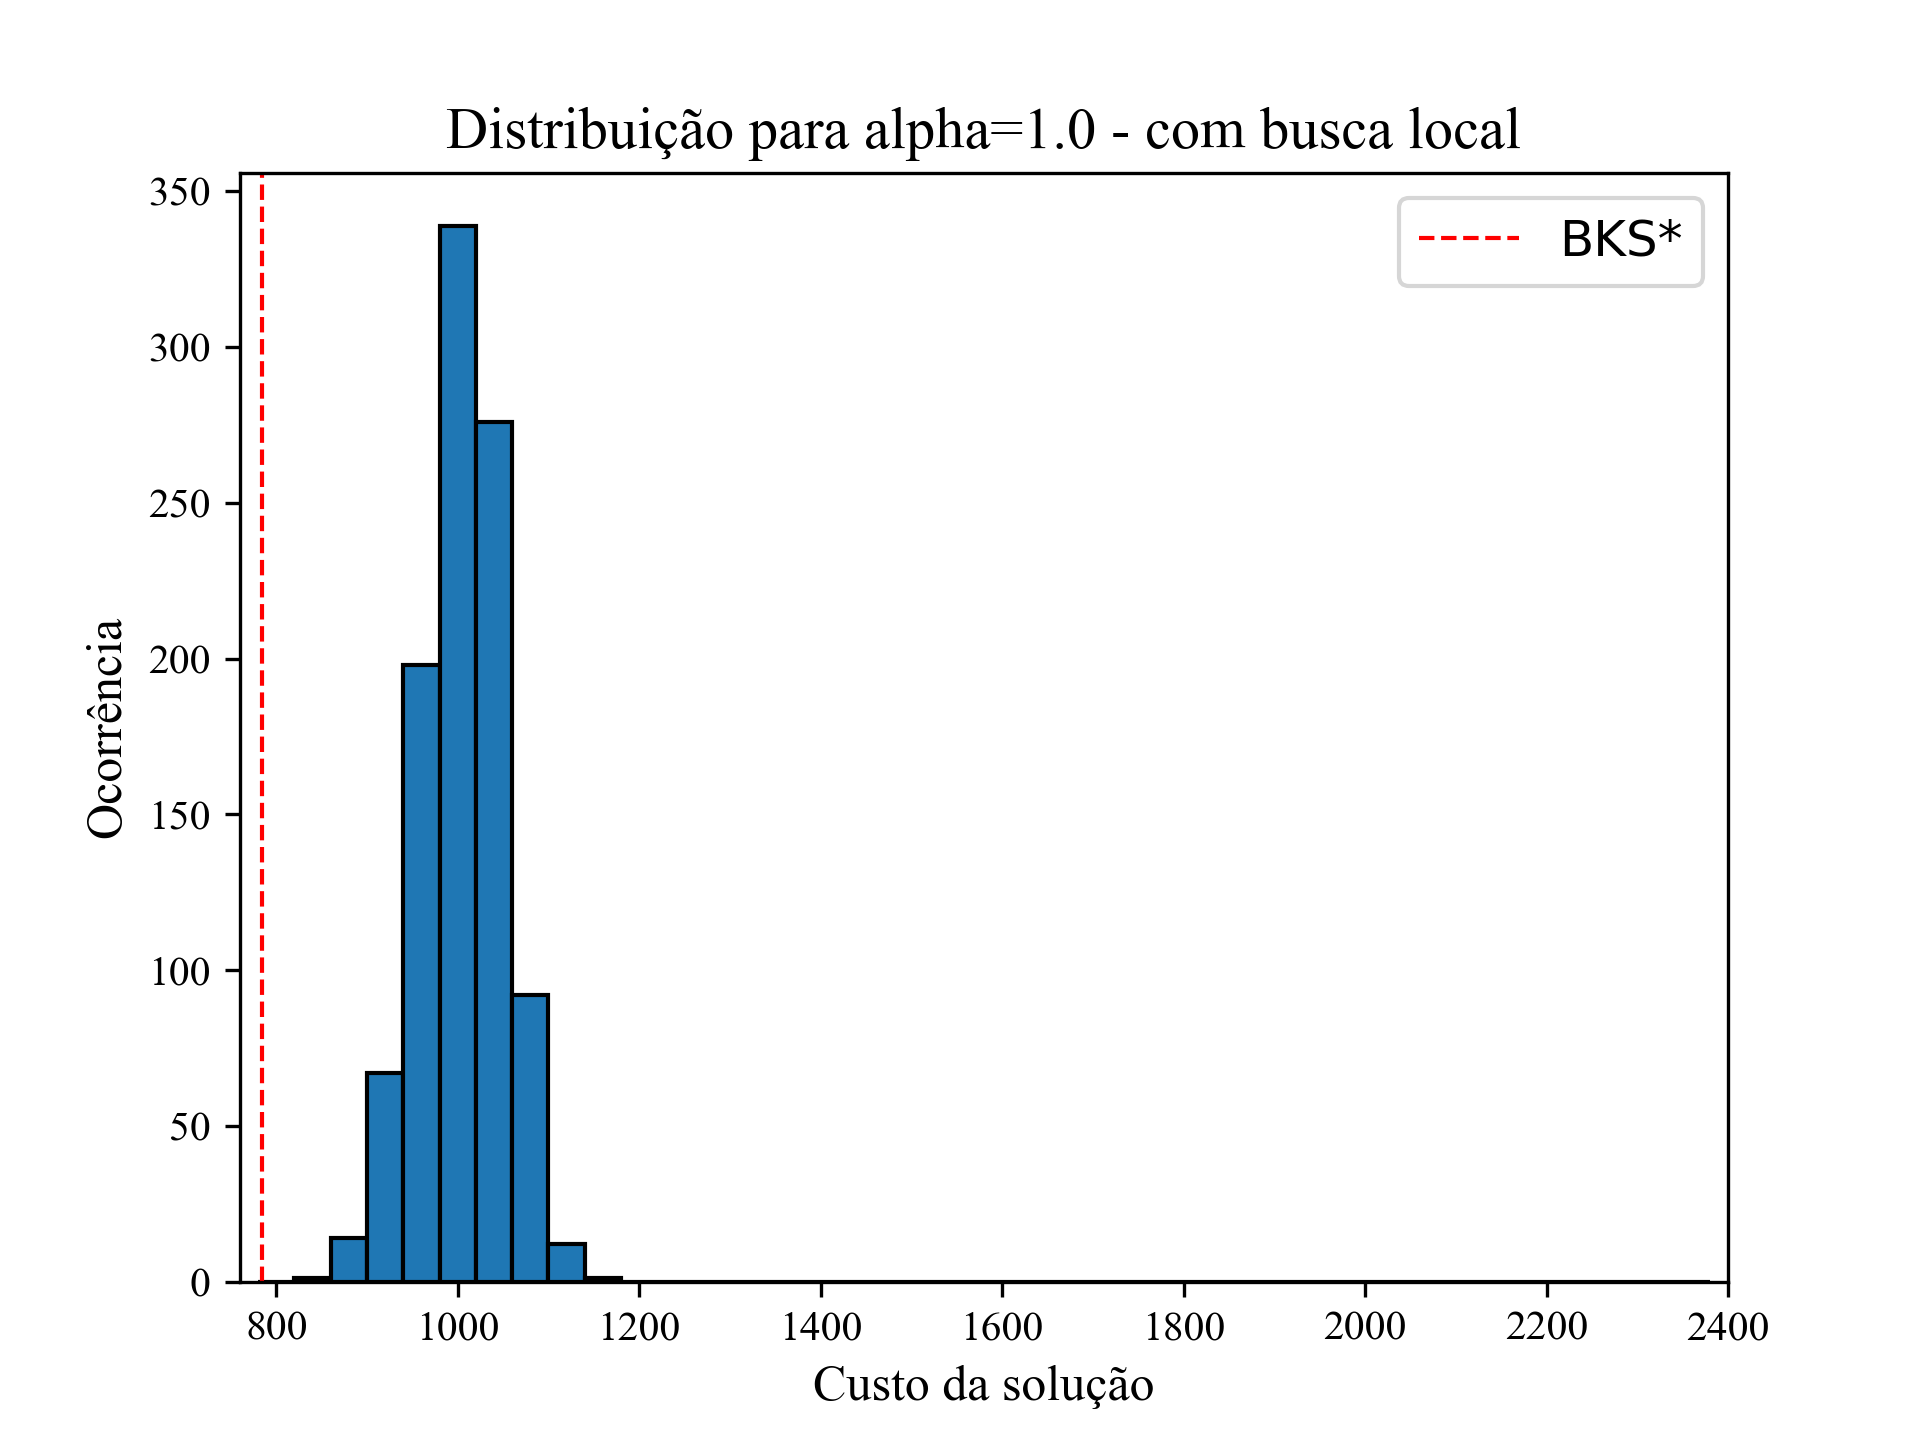 Distribuição para alpha=1.0 - com busca local
BKS*
350
300
250
200
150
100
50
0
Ocorrência
800 1000 1200 1400 1600 1800 2000 2200 2400
Custo da solução